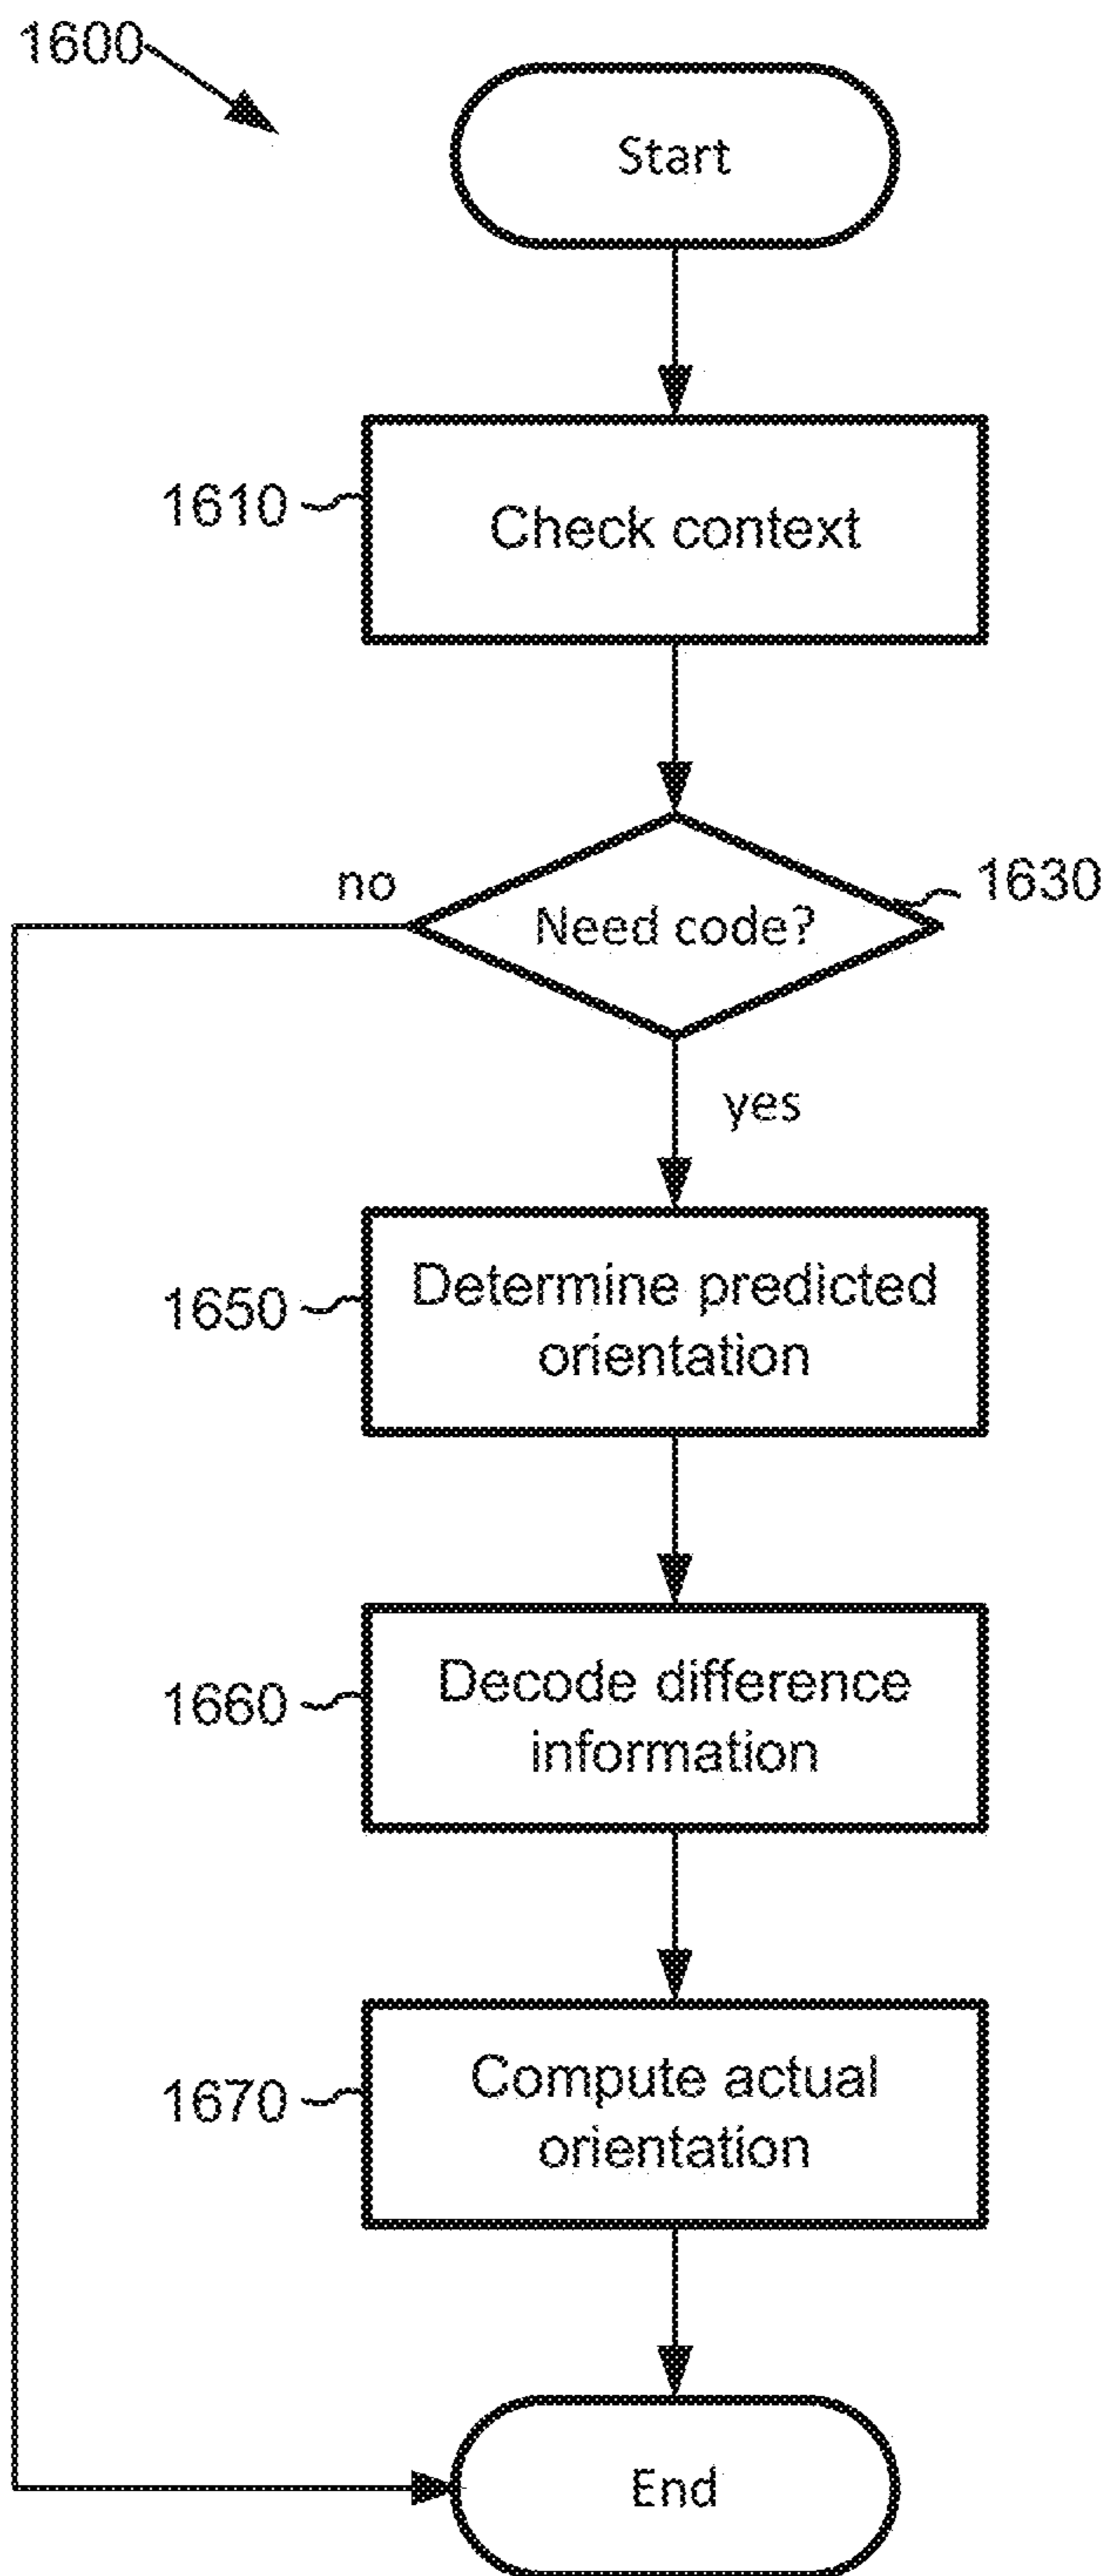 1600
Start
1610
Check context
no
Need code?
1630
yes
1650
Determine predicted
orientation
1660
Decode difference
information
1670
Compute actual
orientation
End